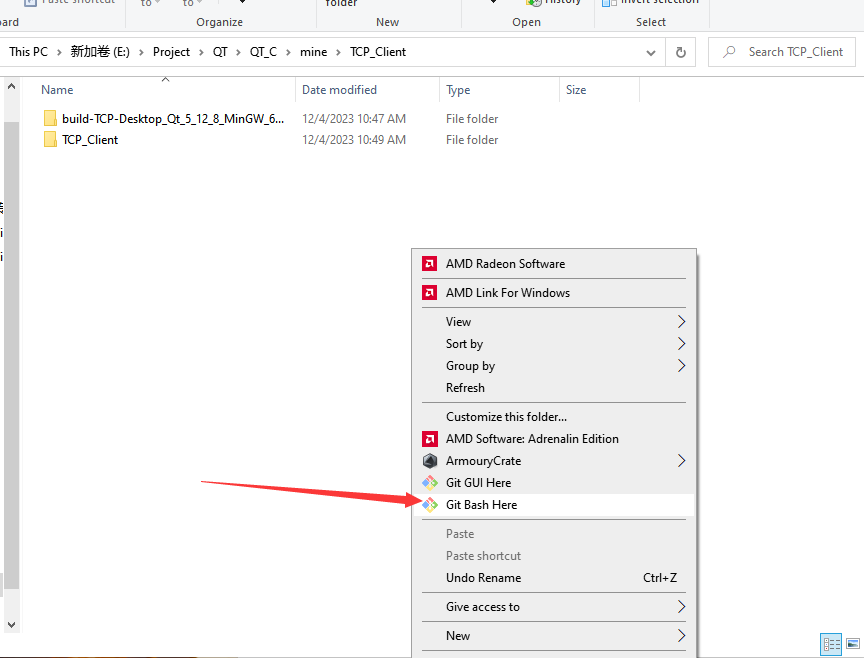 Paste shortcut
to
to
folder
History
Invert selection
ard
Organize
New
Open
Select
This PC > 新加卷 (E:) > Project > QT > QT_C > mine > TCP_Client
Search TCP_Client
Name
Date modified
Type
Size
build-TCP-Desktop_Qt_5_12_8_MinGW_6...
12/4/2023 10:47 AM
File folder
TCP_Client
12/4/2023 10:49 AM
File folder
AMD Radeon Software
AMD Link For Windows
View
Sort by
Group by
Refresh
Customize this folder...
AMD Software: Adrenalin Edition
ArmouryCrate
Git GUI Here
Git Bash Here
Paste
Paste shortcut
Undo Rename
Ctrl+Z
Give access to
New